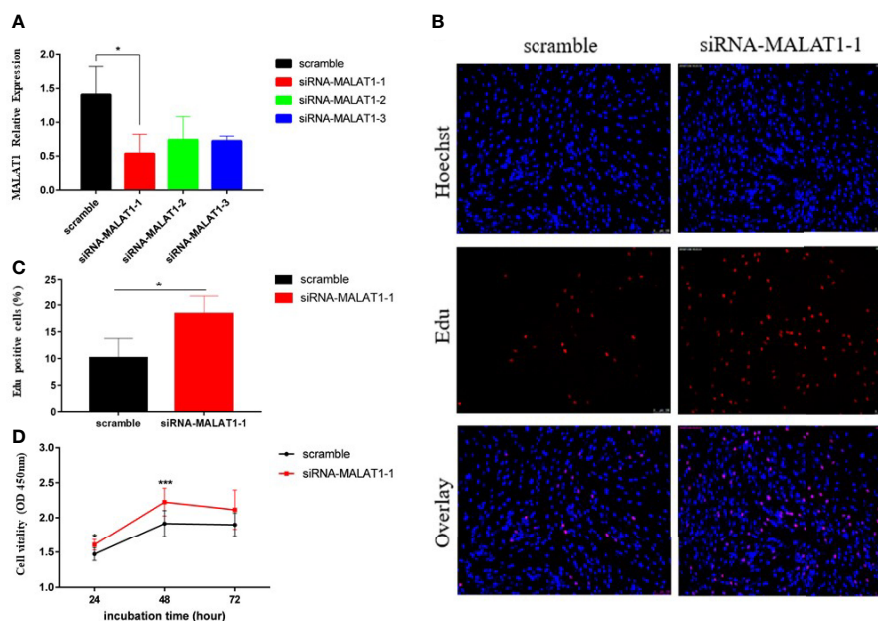 A
MALAT1 Relative Expression
2.0
1.5
1.0
0.5
0.0
*
scramble
siRNA-MALAT1-1
siRNA-MALAT1-2
siRNA-MALAT1-3
scramble
siRNA-MALAT1-1
siRNA-MALAT1-2
siRNA-MALAT1-3
B
scramble
siRNA-MALAT1-1
Hoechst
Edu
Overlay
C
Edu positive cells (%)
25
20
15
10
5
0
*
scramble
siRNA-MALAT1-1
scramble
siRNA-MALAT1-1
D
Cell vitality (OD 450nm)
3.0
2.5
2.0
1.5
1.0
*
***
24
48
72
incubation time (hour)
scramble
siRNA-MALAT1-1